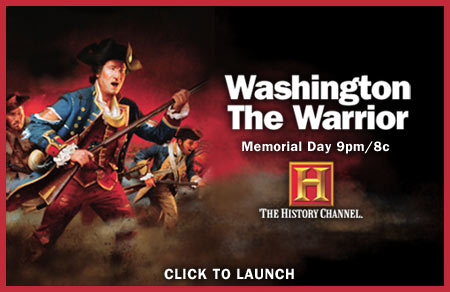 Washington
The Warrior
Memorial Day 9pm/8c
H
THE HISTORY CHANNEL.
CLICK TO LAUNCH